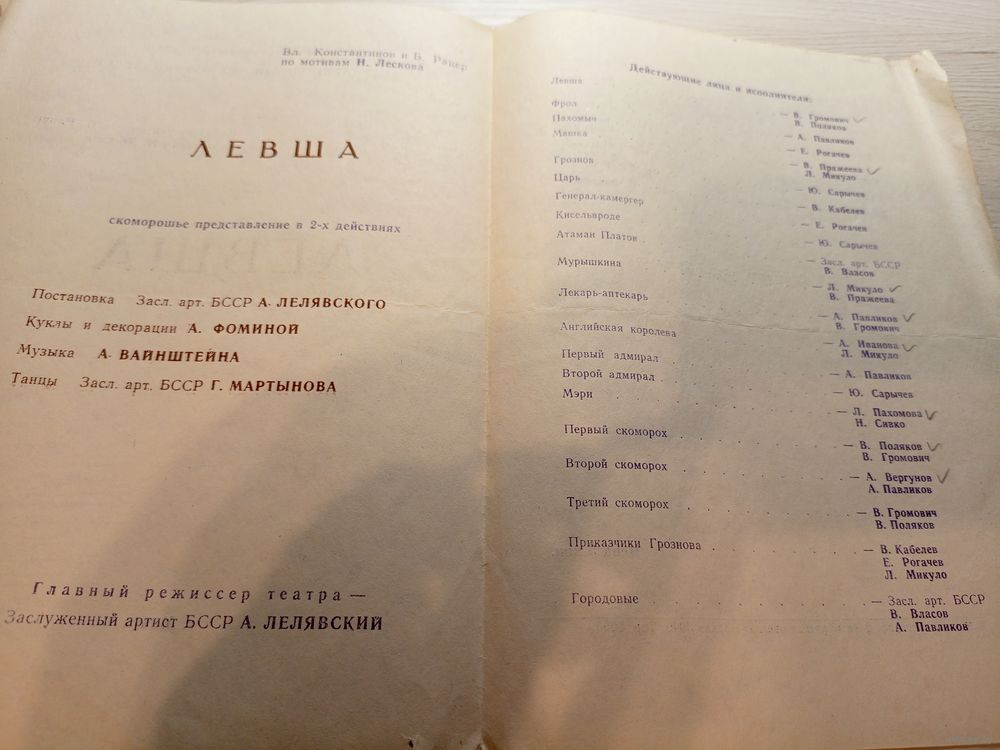 Вл. Константинов и Б. Рацер
по мотивам Н. Лескова
ЛЕВША
скоморошье представление в 2-х действиях
Постановка Засл. арт. БССР А. ЛЕЛЯВСКОГО
Куклы и декорации А. ФОМИНОЙ
Музыка А. ВАЙНШТЕЙНА
Танцы Засл. арт. БССР Г. МАРТЫНОВА
Главный режиссер театра —
Заслуженный артист БССР А. ЛЕЛЯВСКИЙ
Действующие лица и исполнители:
Левша — В. Громович
В. Поляков
Фрол — А. Павликов
Пахомыч — Е. Рогачев
Машка — В. Пражеева
Л. Микуло
Грознов — Ю. Сарычев
Царь — В. Кабелев
Генерал-камергер — Е. Рогачев
Кисельвроде — Ю. Сарычев
Атаман Платов — Засл. арт. БССР
В. Власов
Мурышкина — Л. Микуло
В. Пражеева
Лекарь-аптекарь — А. Павликов
В. Громович
Английская королева — А. Иванова
Л. Микуло
Первый адмирал — А. Павликов
Второй адмирал — Ю. Сарычев
Мэри — Л. Пахомова
Н. Сивко
Первый скоморох — В. Поляков
В. Громович
Второй скоморох — А. Вергунов
А. Павликов
Третий скоморох — В. Громович
В. Поляков
Приказчики Грознова — В. Кабелев
Е. Рогачев
Л. Микуло
Городовые — Засл. арт. БССР
В. Власов
А. Павликов